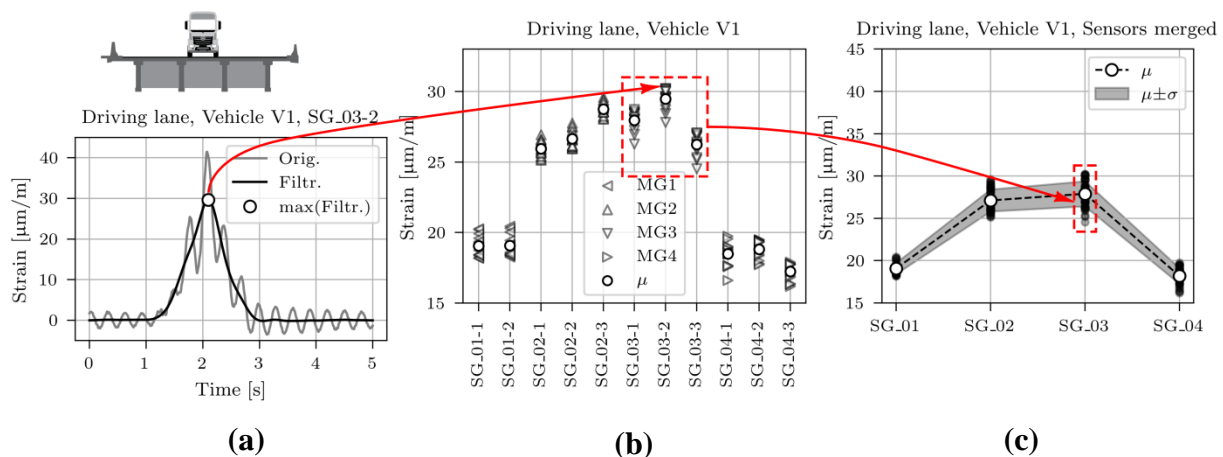 Driving lane, Vehicle V1, SG_03-2
Strain [µm/m]
40
30
20
10
0
Orig.
Filtr.
max(Filtr.)
0 1 2 3 4 5
Time [s]
(a)
Driving lane, Vehicle V1
Strain [µm/m]
30
25
20
15
MG1
MG2
MG3
MG4
µ
SG_01-1
SG_01-2
SG_02-1
SG_02-2
SG_02-3
SG_03-1
SG_03-2
SG_03-3
SG_04-1
SG_04-2
SG_04-3
(b)
Driving lane, Vehicle V1, Sensors merged
Strain [µm/m]
45
40
35
30
25
20
15
µ
µ±σ
SG_01 SG_02 SG_03 SG_04
(c)